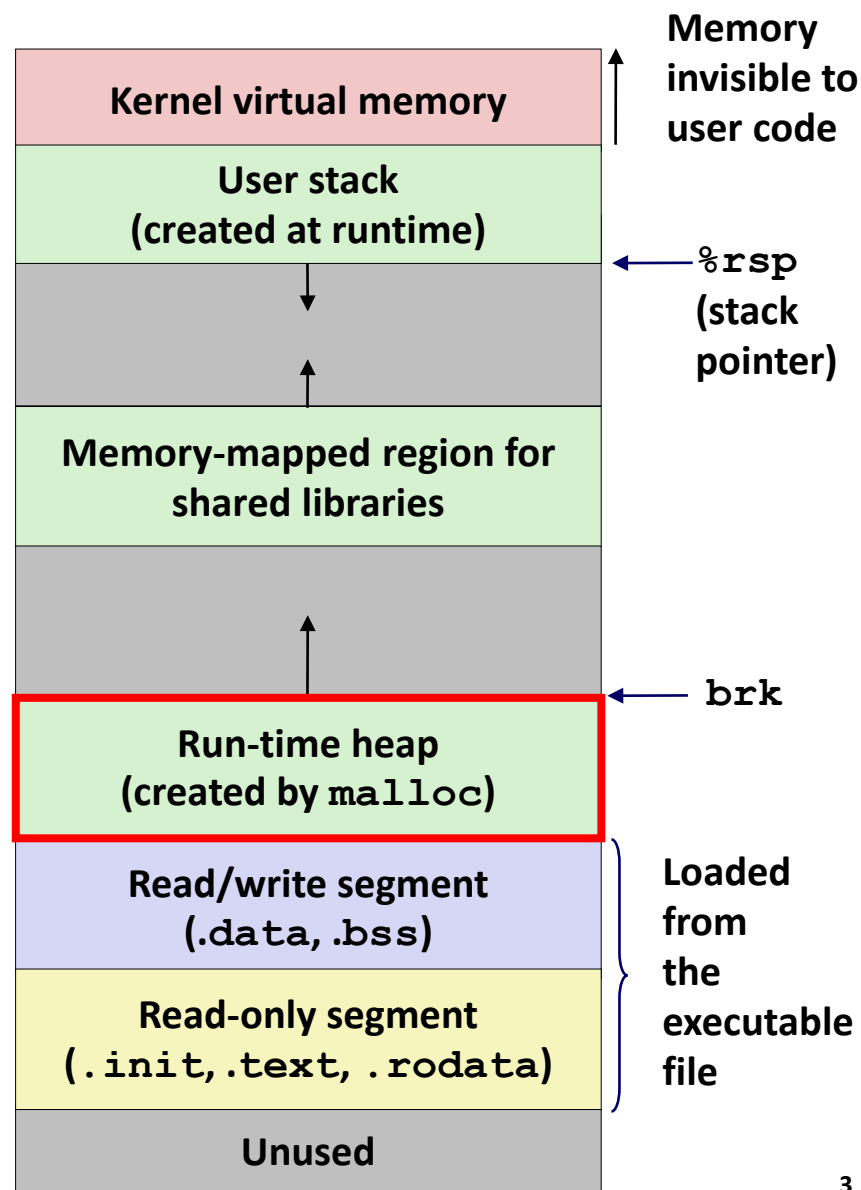 Memory
invisible to
user code
Kernel virtual memory
User stack
(created at runtime)
%rsp
(stack
pointer)
Memory-mapped region for
shared libraries
brk
Run-time heap
(created by malloc)
Read/write segment
(.data, .bss)
Loaded
from
the
executable
file
Read-only segment
(.init, .text, .rodata)
Unused
3